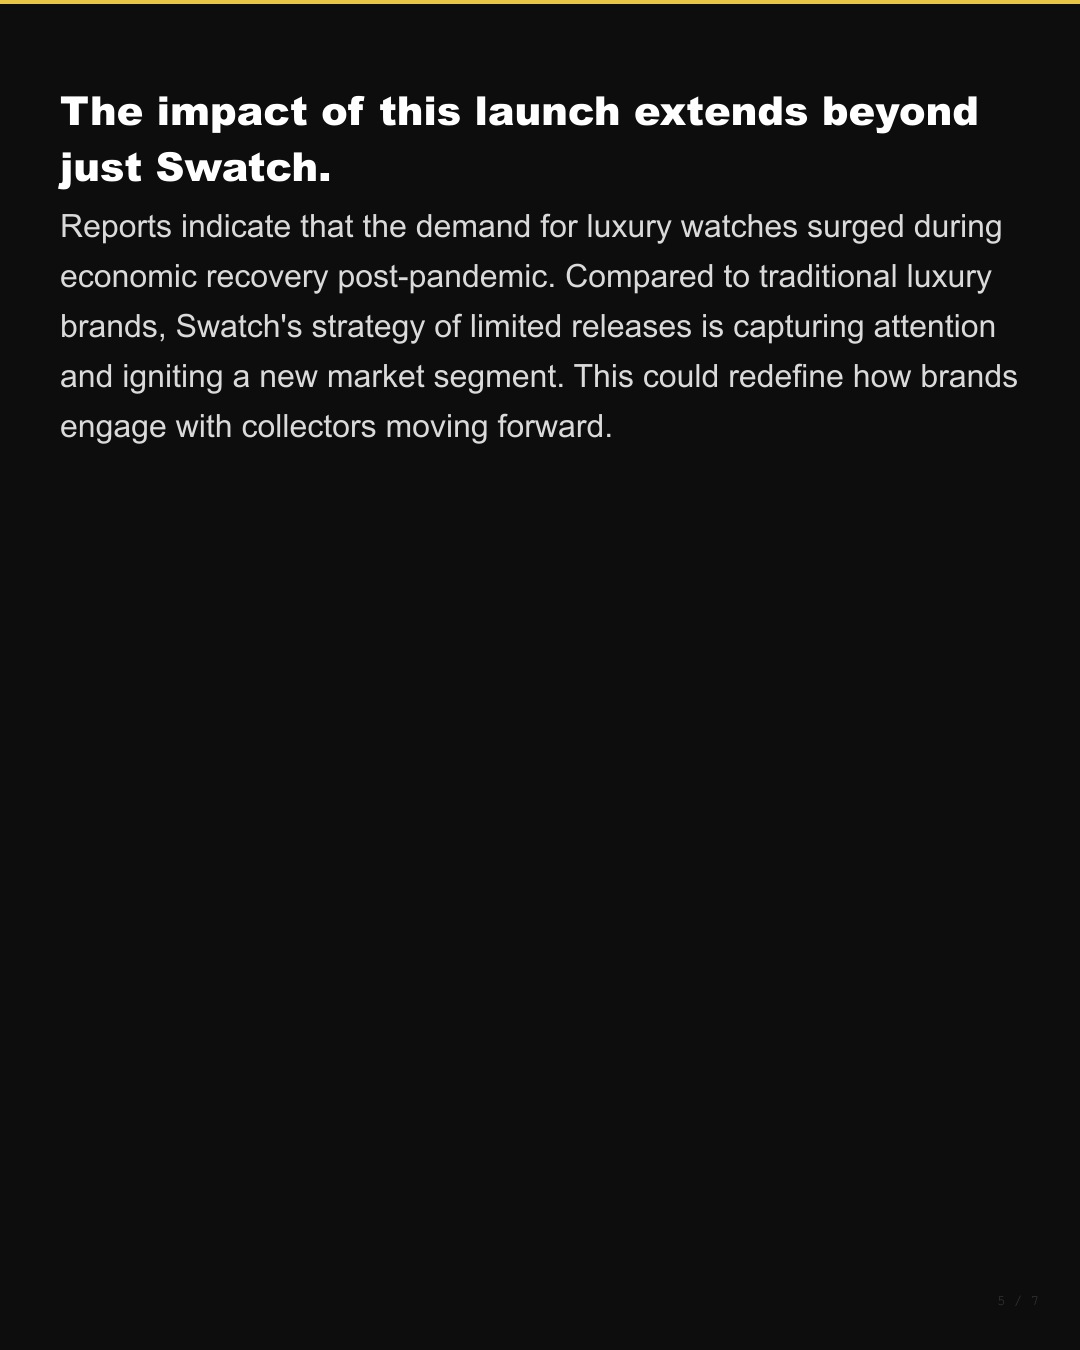 The impact of this launch extends beyond
just Swatch.
Reports indicate that the demand for luxury watches surged during
economic recovery post-pandemic. Compared to traditional luxury
brands, Swatch's strategy of limited releases is capturing attention
and igniting a new market segment. This could redefine how brands
engage with collectors moving forward.
5 / 7